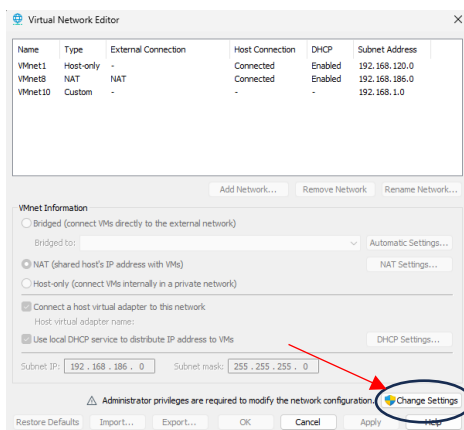 Virtual Network Editor
Name Type External Connection Host Connection DHCP Subnet Address
VMnet1 Host-only - Connected Enabled 192.168.120.0
VMnet8 NAT NAT Connected Enabled 192.168.186.0
VMnet10 Custom - - - 192.168.1.0
Add Network... Remove Network Rename Network...
VMnet Information
Bridged (connect VMs directly to the external network)
Bridged to: Automatic Settings...
NAT (shared host's IP address with VMs) NAT Settings...
Host-only (connect VMs internally in a private network)
Connect a host virtual adapter to this network
Host virtual adapter name:
Use local DHCP service to distribute IP address to VMs DHCP Settings...
Subnet IP: 192 . 168 . 186 . 0 Subnet mask: 255 . 255 . 255 . 0
Administrator privileges are required to modify the network configuration. Change Settings
Restore Defaults Import... Export... OK Cancel Apply Help